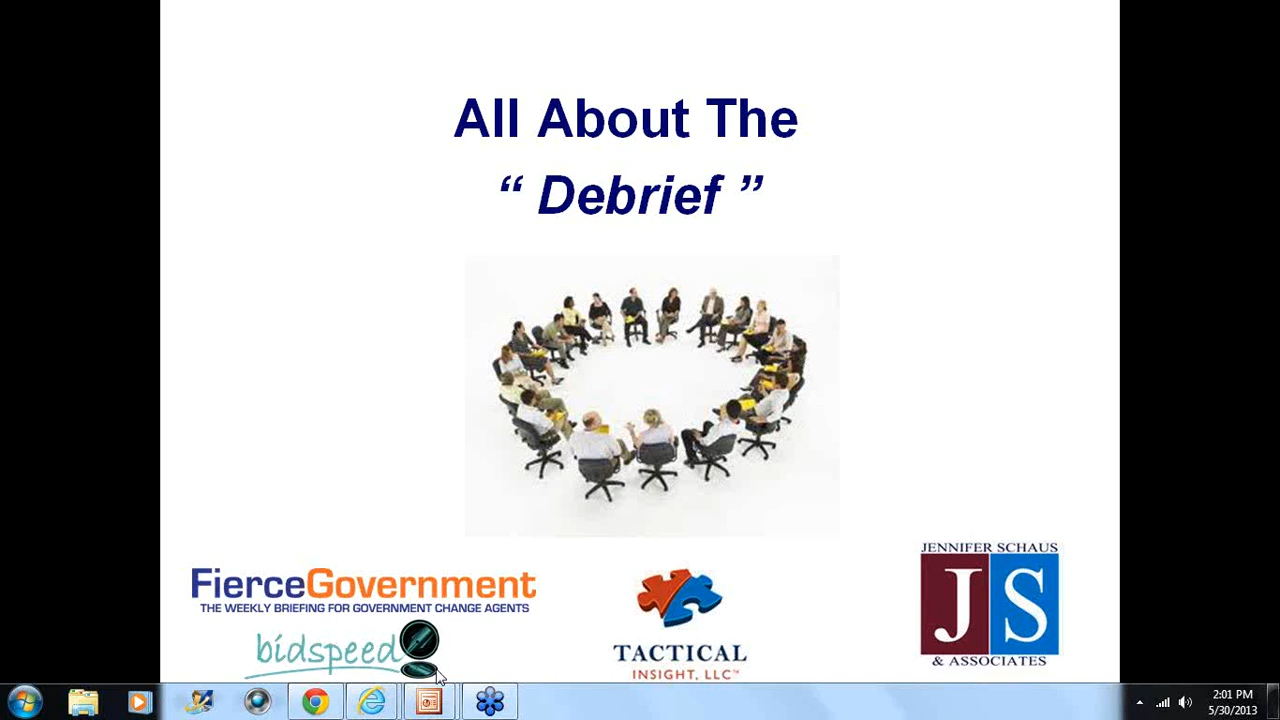 All About The
“ Debrief ”
FierceGovernment
THE WEEKLY BRIEFING FOR GOVERNMENT CHANGE AGENTS
bidspeed
TACTICAL
INSIGHT, LLC™
JENNIFER SCHAUS
JS
& ASSOCIATES
2:01 PM
5/30/2013